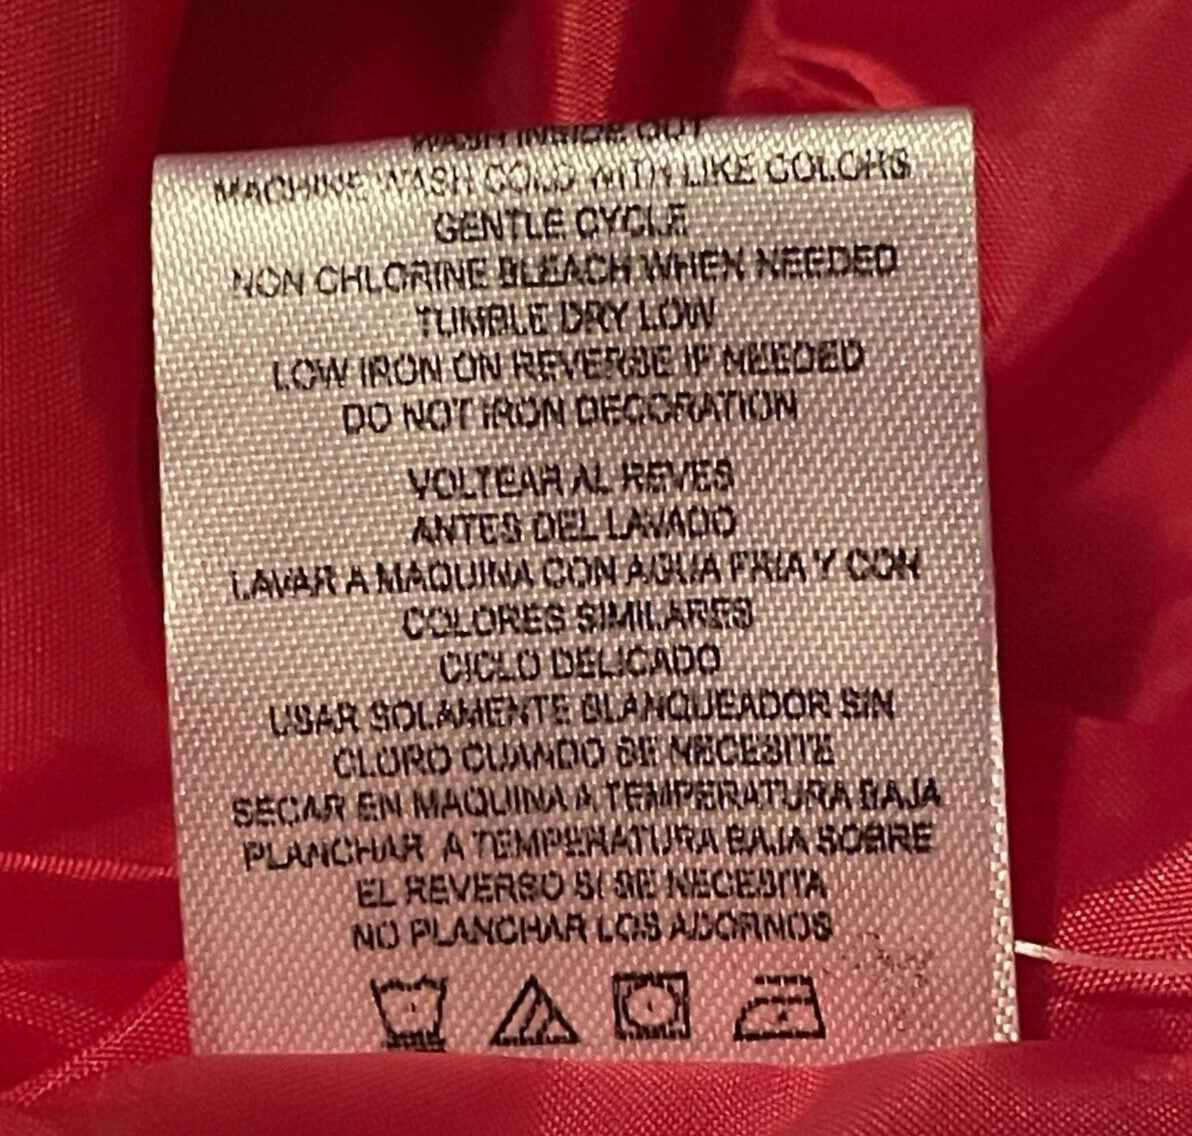 WASH INSIDE OUT
MACHINE WASH COLD WITH LIKE COLORS
GENTLE CYCLE
NON CHLORINE BLEACH WHEN NEEDED
TUMBLE DRY LOW
LOW IRON ON REVERSE IF NEEDED
DO NOT IRON DECORATION
VOLTEAR AL REVES
ANTES DEL LAVADO
LAVAR A MAQUINA CON AGUA FRIA Y CON
COLORES SIMILARES
CICLO DELICADO
USAR SOLAMENTE BLANQUEADOR SIN
CLORO CUANDO SE NECESITE
SECAR EN MAQUINA A TEMPERATURA BAJA
PLANCHAR A TEMPERATURA BAJA SOBRE
EL REVERSO SI SE NECESITA
NO PLANCHAR LOS ADORNOS